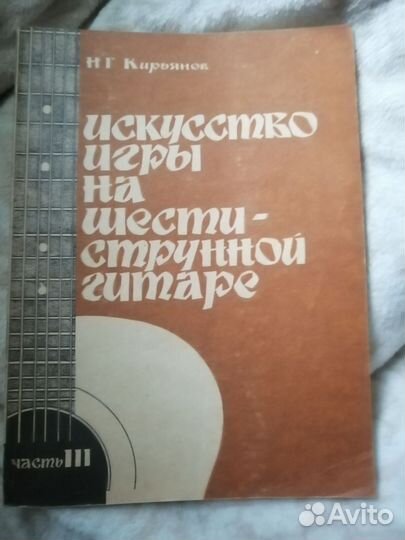 Н Г Кирьянов
искусство
игры
на
шести-
струнной
гитаре
часть III
Avito